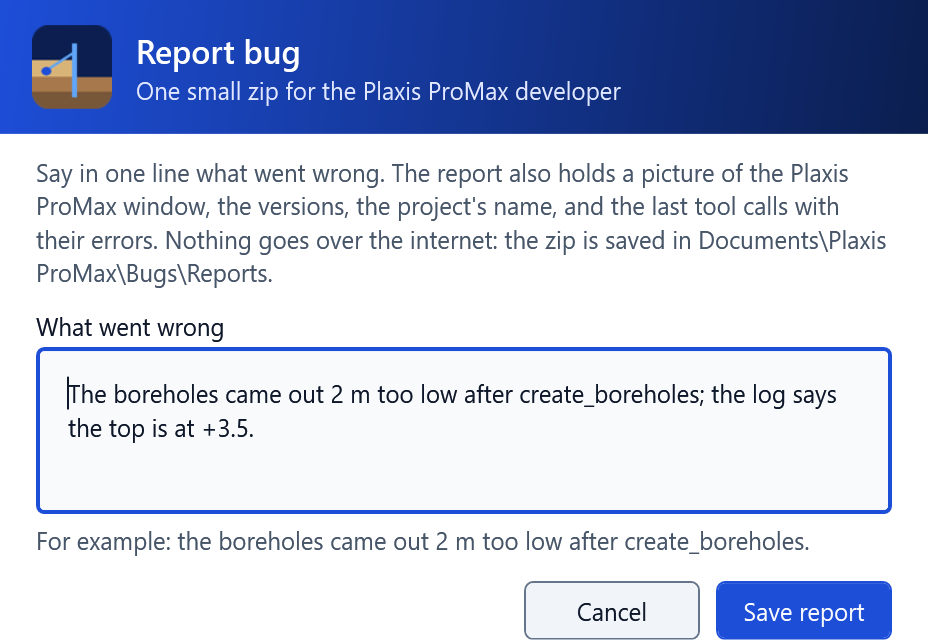 Report bug
One small zip for the Plaxis ProMax developer
Say in one line what went wrong. The report also holds a picture of the Plaxis
ProMax window, the versions, the project's name, and the last tool calls with
their errors. Nothing goes over the internet: the zip is saved in Documents\Plaxis
ProMax\Bugs\Reports.
What went wrong
The boreholes came out 2 m too low after create_boreholes; the log says
the top is at +3.5.
For example: the boreholes came out 2 m too low after create_boreholes.
Cancel
Save report